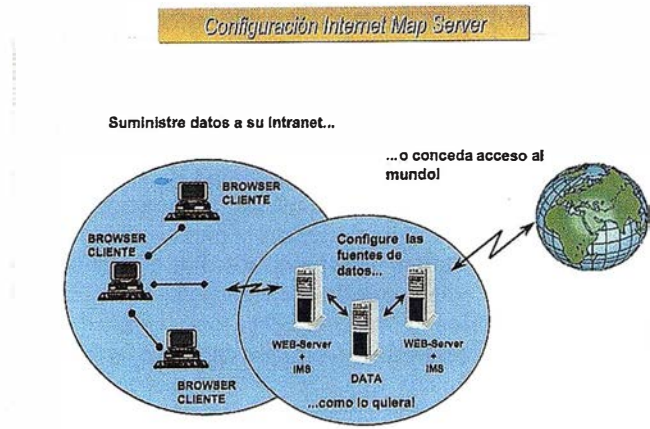 Configuración Internet Map Server
Suministre datos a su Intranet...
...o conceda acceso al
mundo!
BROWSER
CLIENTE
BROWSER
CLIENTE
BROWSER
CLIENTE
Configure las
fuentes de
datos...
WEB-Server
+
IMS
DATA
WEB-Server
+
IMS
...como lo quiera!